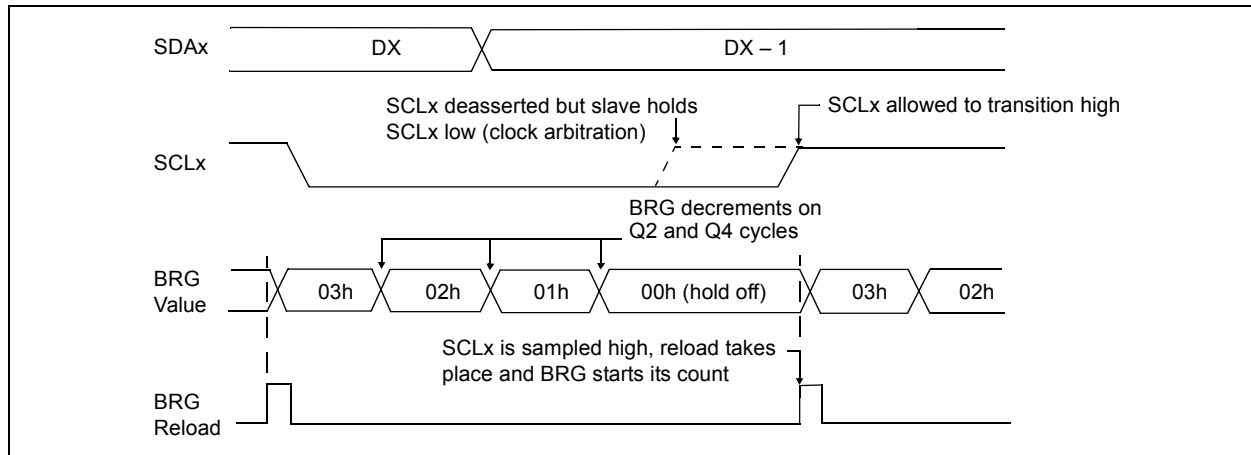 SDAx
DX
DX – 1
SCLx deasserted but slave holds
SCLx low (clock arbitration)
SCLx allowed to transition high
SCLx
BRG decrements on
Q2 and Q4 cycles
BRG
Value
03h
02h
01h
00h (hold off)
03h
02h
SCLx is sampled high, reload takes
place and BRG starts its count
BRG
Reload